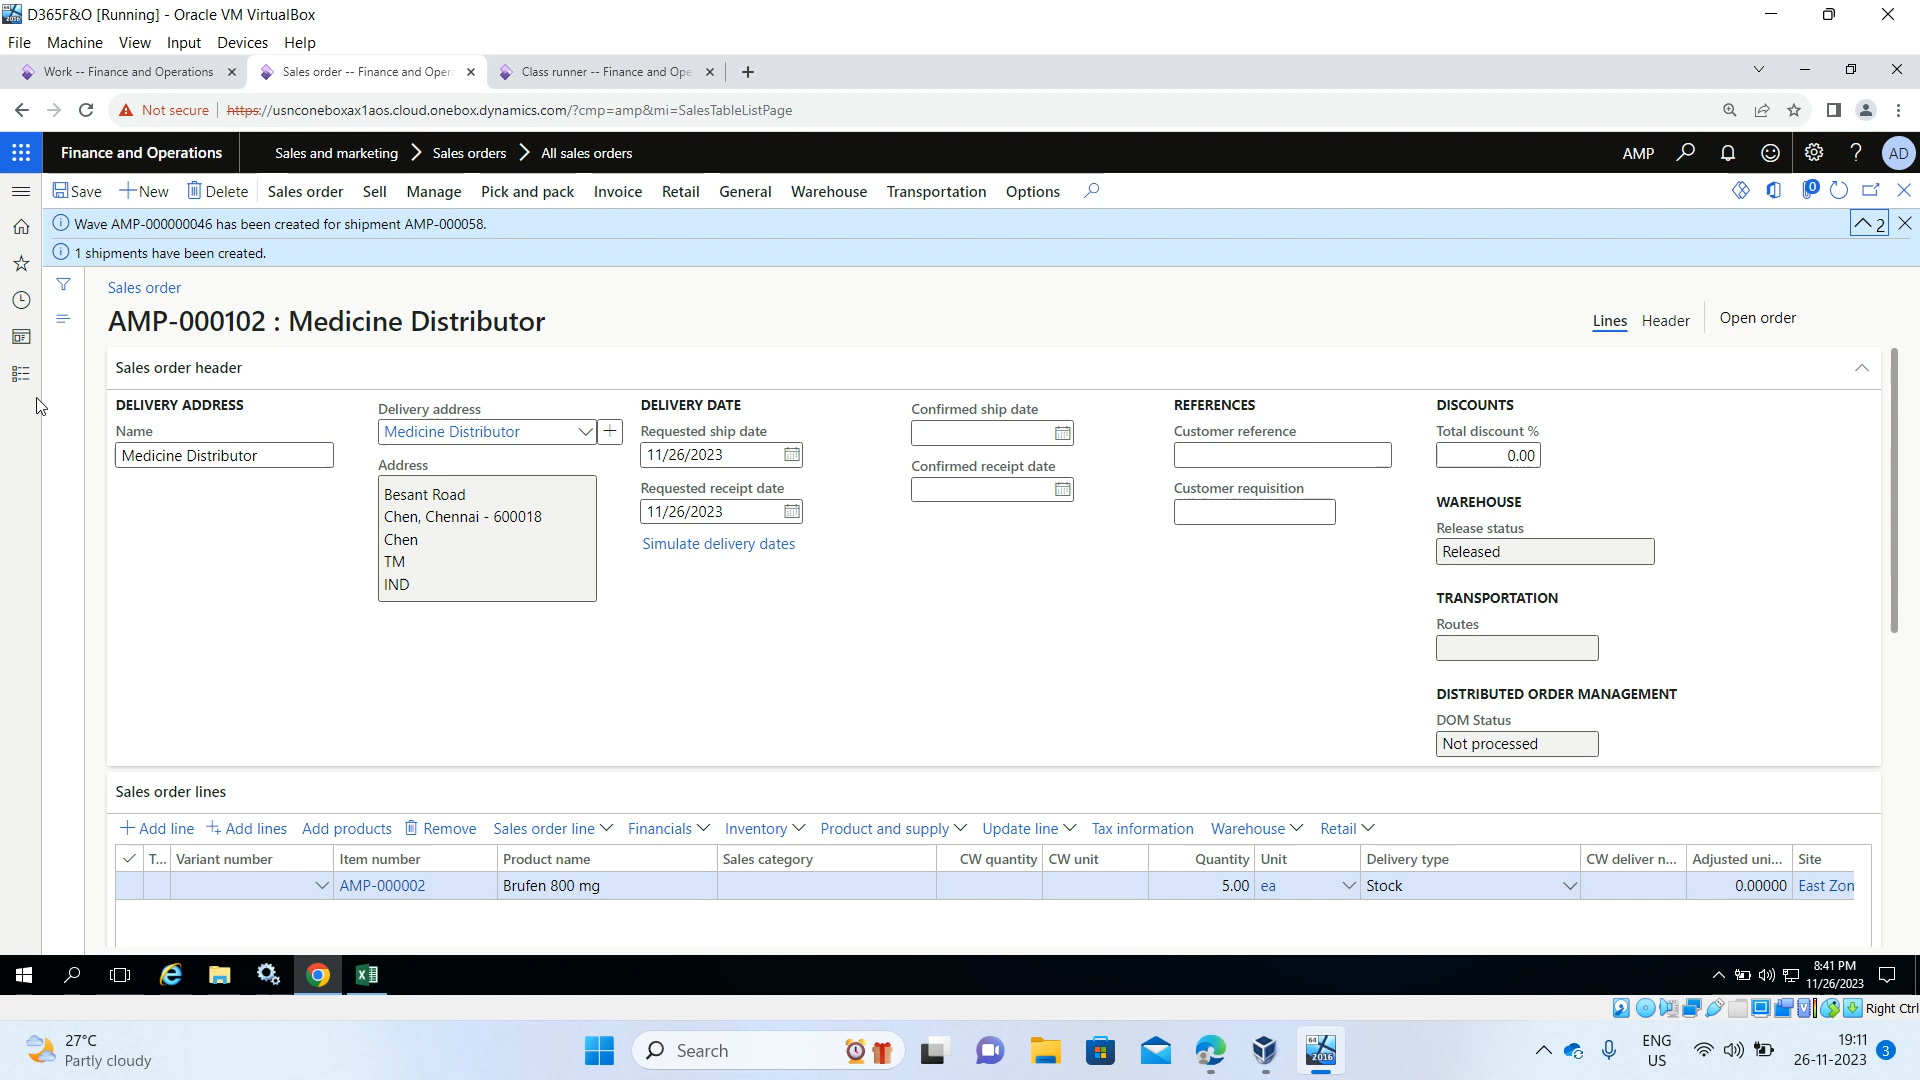 D365F&O [Running] - Oracle VM VirtualBox
File Machine View Input Devices Help
Work -- Finance and Operations
Sales order -- Finance and Oper
Class runner -- Finance and Ope
Not secure https://usnconeboxax1aos.cloud.onebox.dynamics.com/?cmp=amp&mi=SalesTableListPage
Finance and Operations Sales and marketing Sales orders All sales orders AMP AD
Save New Delete Sales order Sell Manage Pick and pack Invoice Retail General Warehouse Transportation Options 0
Wave AMP-000000046 has been created for shipment AMP-000058. 2
1 shipments have been created.
Sales order
AMP-000102 : Medicine Distributor
Lines Header Open order
Sales order header
DELIVERY ADDRESS
Name
Medicine Distributor
Delivery address
Medicine Distributor
Address
Besant Road
Chen, Chennai - 600018
Chen
TM
IND
DELIVERY DATE
Requested ship date
11/26/2023
Requested receipt date
11/26/2023
Simulate delivery dates
Confirmed ship date
Confirmed receipt date
REFERENCES
Customer reference
Customer requisition
DISCOUNTS
Total discount %
0.00
WAREHOUSE
Release status
Released
TRANSPORTATION
Routes
DISTRIBUTED ORDER MANAGEMENT
DOM Status
Not processed
Sales order lines
Add line Add lines Add products Remove Sales order line Financials Inventory Product and supply Update line Tax information Warehouse Retail
T... Variant number Item number Product name Sales category CW quantity CW unit Quantity Unit Delivery type CW deliver n... Adjusted uni... Site
AMP-000002 Brufen 800 mg 5.00 ea Stock 0.00000 East Zon
8:41 PM
11/26/2023
Right Ctrl
27°C
Partly cloudy
Search
64
2016
ENG
US
19:11
26-11-2023
3